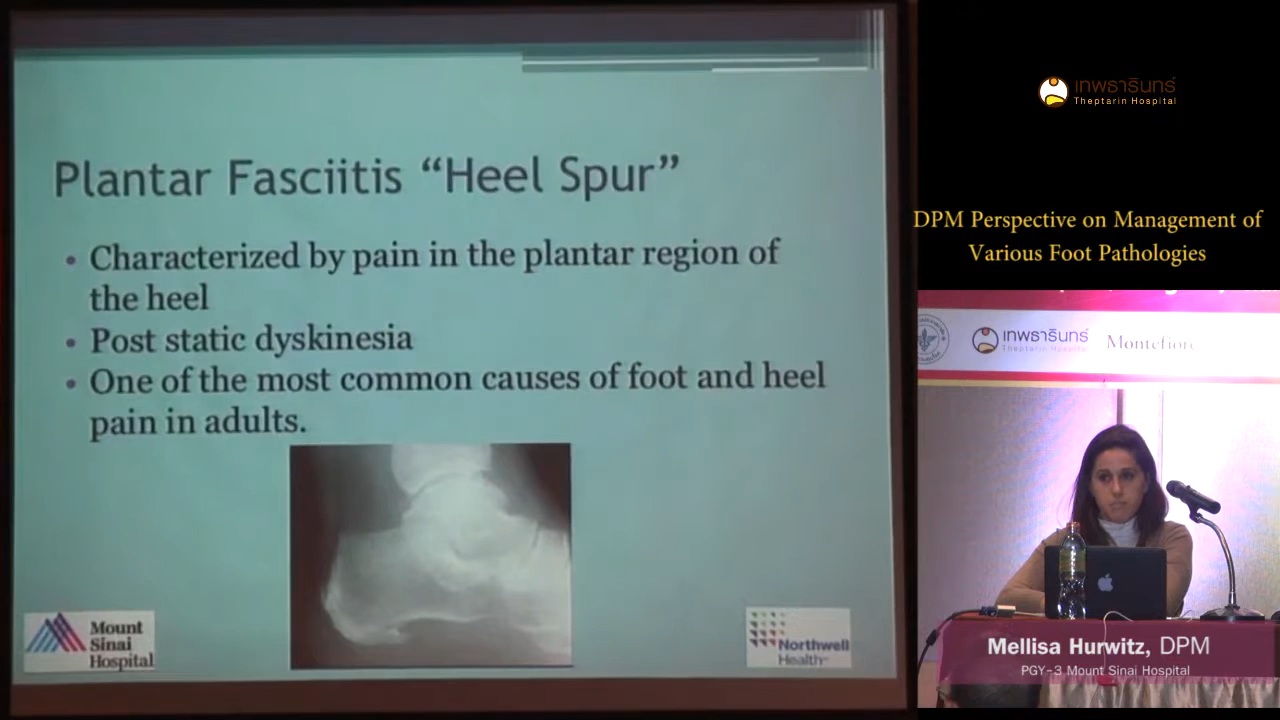 Plantar Fasciitis “Heel Spur”
• Characterized by pain in the plantar region of
the heel
• Post static dyskinesia
• One of the most common causes of foot and heel
pain in adults.
Mount
Sinai
Hospital
Northwell
Health
เทพธารินทร์
Theptarin Hospital
DPM Perspective on Management of
Various Foot Pathologies
เทพธารินทร์
Theptarin Hospital
Montefiore
Mellisa Hurwitz, DPM
PGY-3 Mount Sinai Hospital